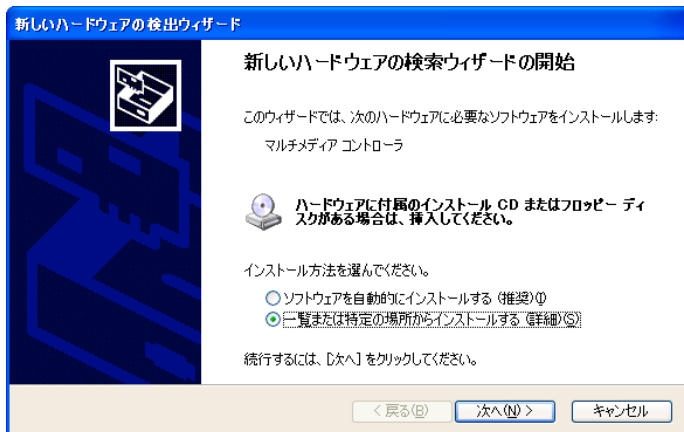 新しいハードウェアの検出ウィザード
新しいハードウェアの検索ウィザードの開始
このウィザードでは、次のハードウェアに必要なソフトウェアをインストールします:
マルチメディア コントローラ
ハードウェアに付属のインストール CD またはフロッピー ディ
スクがある場合は、挿入してください。
インストール方法を選んでください。
ソフトウェアを自動的にインストールする (推奨)(I)
一覧または特定の場所からインストールする (詳細)(S)
続行するには、[次へ] をクリックしてください。
< 戻る(B)
次へ(N) >
キャンセル